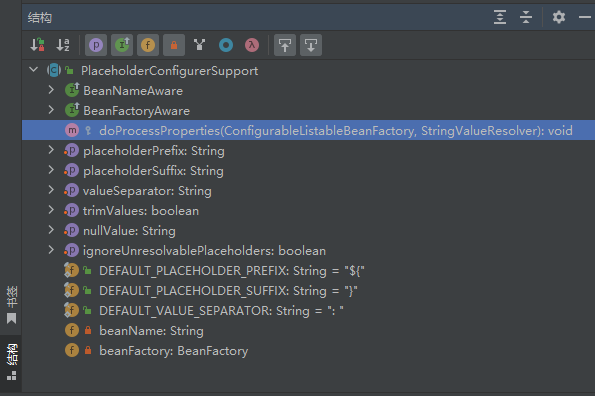 结构
PlaceholderConfigurerSupport
BeanNameAware
BeanFactoryAware
doProcessProperties(ConfigurableListableBeanFactory, StringValueResolver): void
placeholderPrefix: String
placeholderSuffix: String
valueSeparator: String
trimValues: boolean
nullValue: String
ignoreUnresolvablePlaceholders: boolean
DEFAULT_PLACEHOLDER_PREFIX: String = "${"
DEFAULT_PLACEHOLDER_SUFFIX: String = "}"
DEFAULT_VALUE_SEPARATOR: String = ": "
beanName: String
beanFactory: BeanFactory
书签
结构